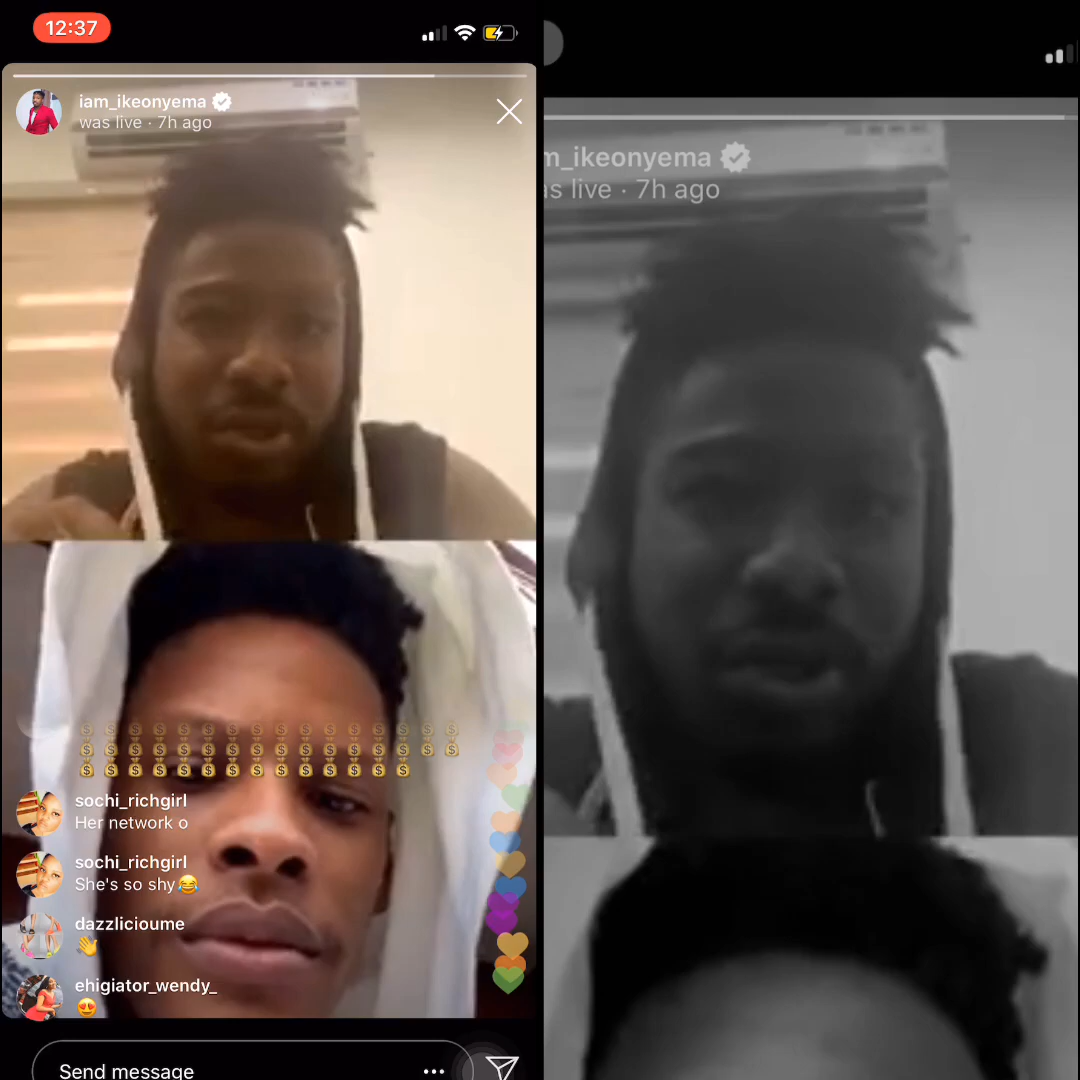 12:37
iam_ikeonyema
was live · 7h ago
💰💰💰💰💰💰💰💰💰💰💰💰💰💰💰💰
💰💰💰💰💰💰💰💰💰💰💰💰💰💰💰💰
💰💰💰💰💰💰💰💰💰💰💰💰💰💰
sochi_richgirl
Her network o
sochi_richgirl
She's so shy😂
dazzlicioume
👋
ehigiator_wendy_
😍
Send message
m_ikeonyema
as live · 7h ago